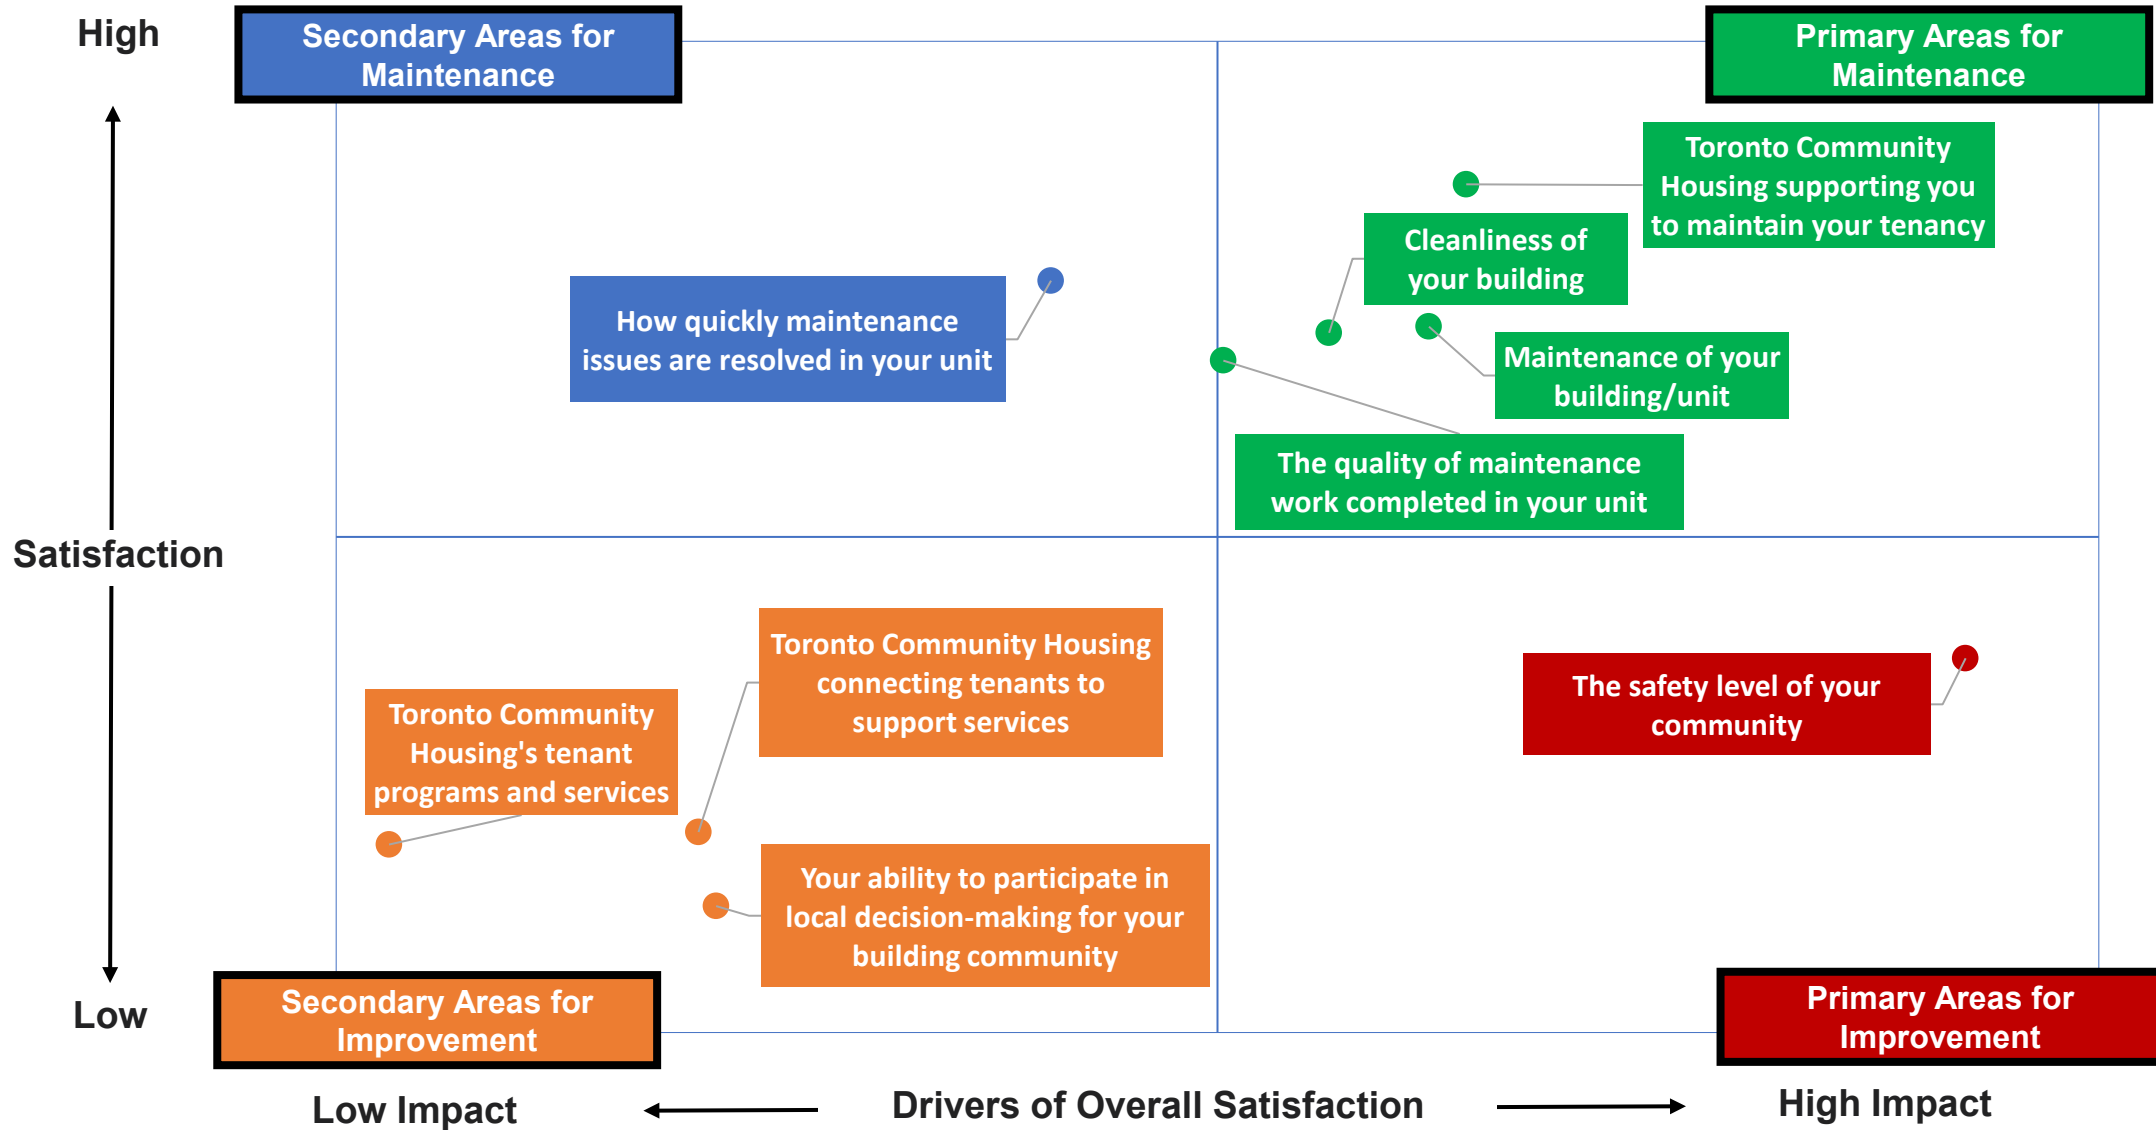 High
Secondary Areas for
Maintenance
Primary Areas for
Maintenance
Toronto Community
Housing supporting you
to maintain your tenancy
Cleanliness of
your building
How quickly maintenance
issues are resolved in your unit
Maintenance of your
building/unit
The quality of maintenance
work completed in your unit
Satisfaction
Toronto Community Housing
connecting tenants to
support services
Toronto Community
Housing's tenant
programs and services
The safety level of your
community
Your ability to participate in
local decision-making for your
building community
Low
Secondary Areas for
Improvement
Primary Areas for
Improvement
Low Impact
Drivers of Overall Satisfaction
High Impact